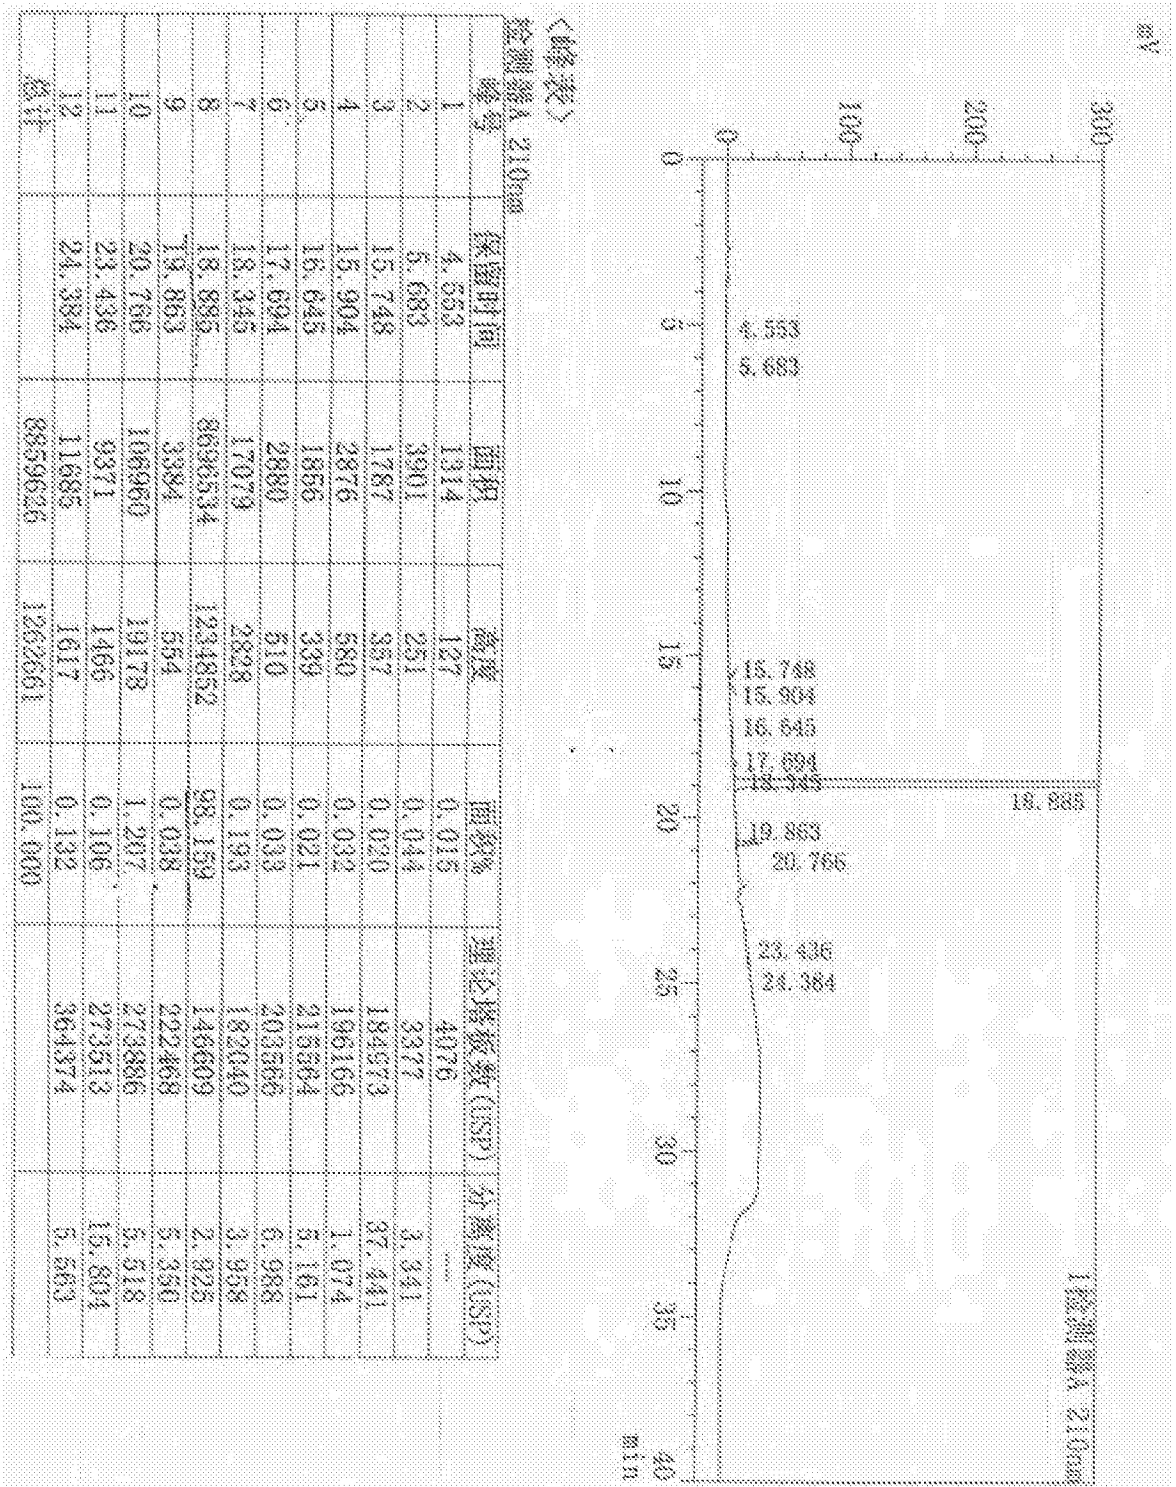 mV
1检测器A 210nm
300
200
100
0
4.553
5.683
15.748
15.904
16.645
17.694
18.345
18.885
19.863
20.766
23.436
24.384
0 5 10 15 20 25 30 35 40
min
<峰表>
检测器A 210nm
峰号 保留时间 面积 高度 面积% 理论塔板数(USP) 分离度(USP)
1 4.553 1314 127 0.015 4076 --
2 5.683 3901 251 0.044 3377 3.341
3 15.748 1787 357 0.020 184973 37.441
4 15.904 2876 580 0.032 196166 1.074
5 16.645 1856 339 0.021 215564 5.161
6 17.694 2880 510 0.033 203566 6.988
7 18.345 17079 2828 0.193 182040 3.958
8 18.885 8696534 1234852 98.159 146609 2.925
9 19.863 3384 554 0.038 222468 5.350
10 20.766 106960 19178 1.207 273886 5.518
11 23.436 9371 1466 0.106 273513 15.804
12 24.384 11685 1617 0.132 364374 5.563
总计 8859626 1262661 100.000